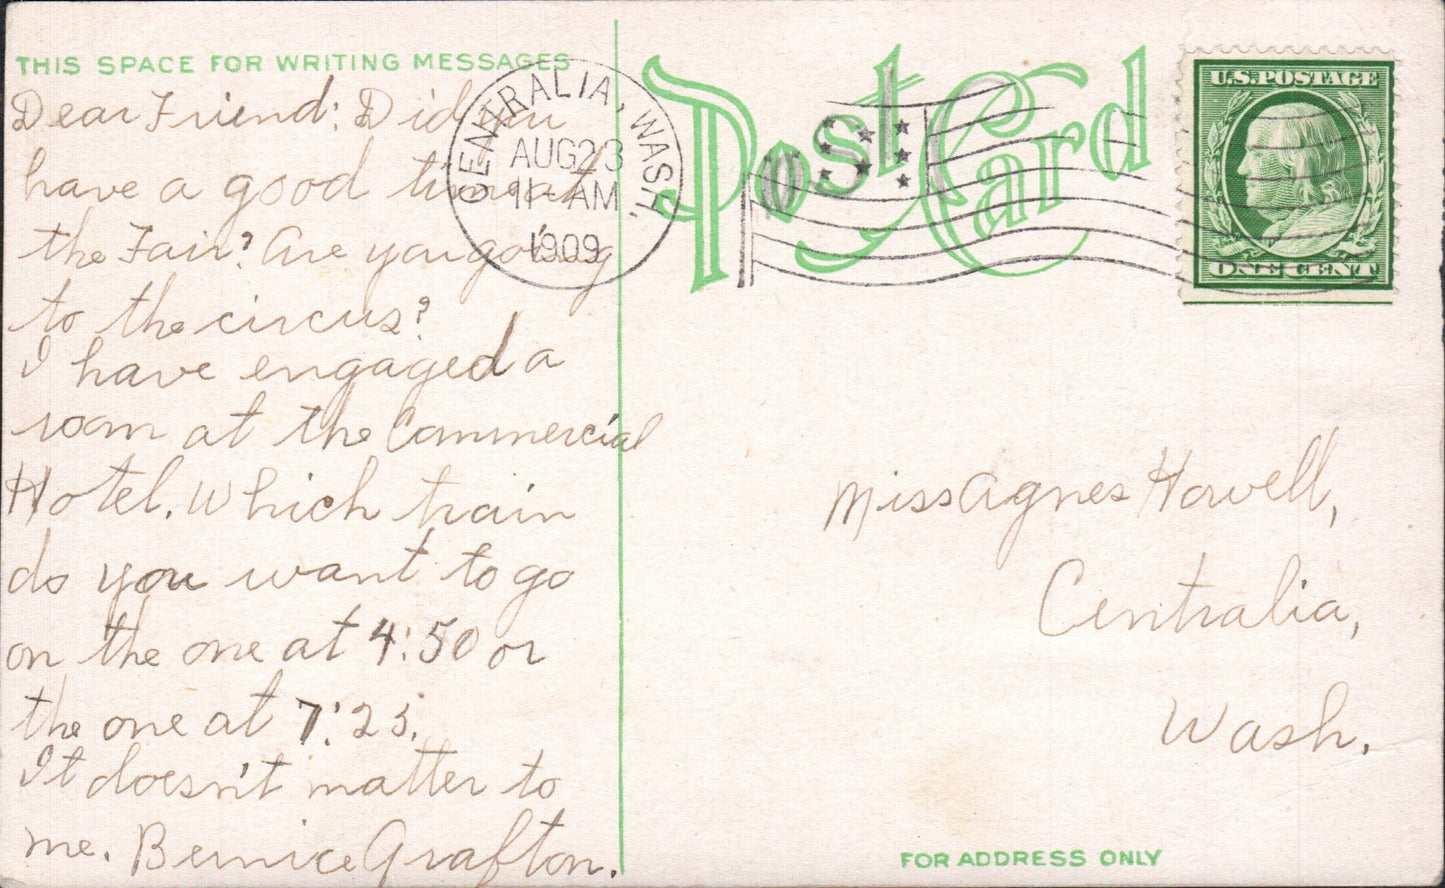 THIS SPACE FOR WRITING MESSAGES
Dear Friend: Did you
have a good time at
the Fair? Are you going
to the circus?
I have engaged a
room at the Commercial
Hotel. Which train
do you want to go
on the one at 4:50 or
the one at 7:25.
It doesn't matter to
me. Bernice Grafton.
CENTRALIA, WASH.
AUG 23
11 - AM
1909
Post Card
U.S. POSTAGE
ONE CENT
Miss Agnes Howell,
Centralia,
Wash.
FOR ADDRESS ONLY